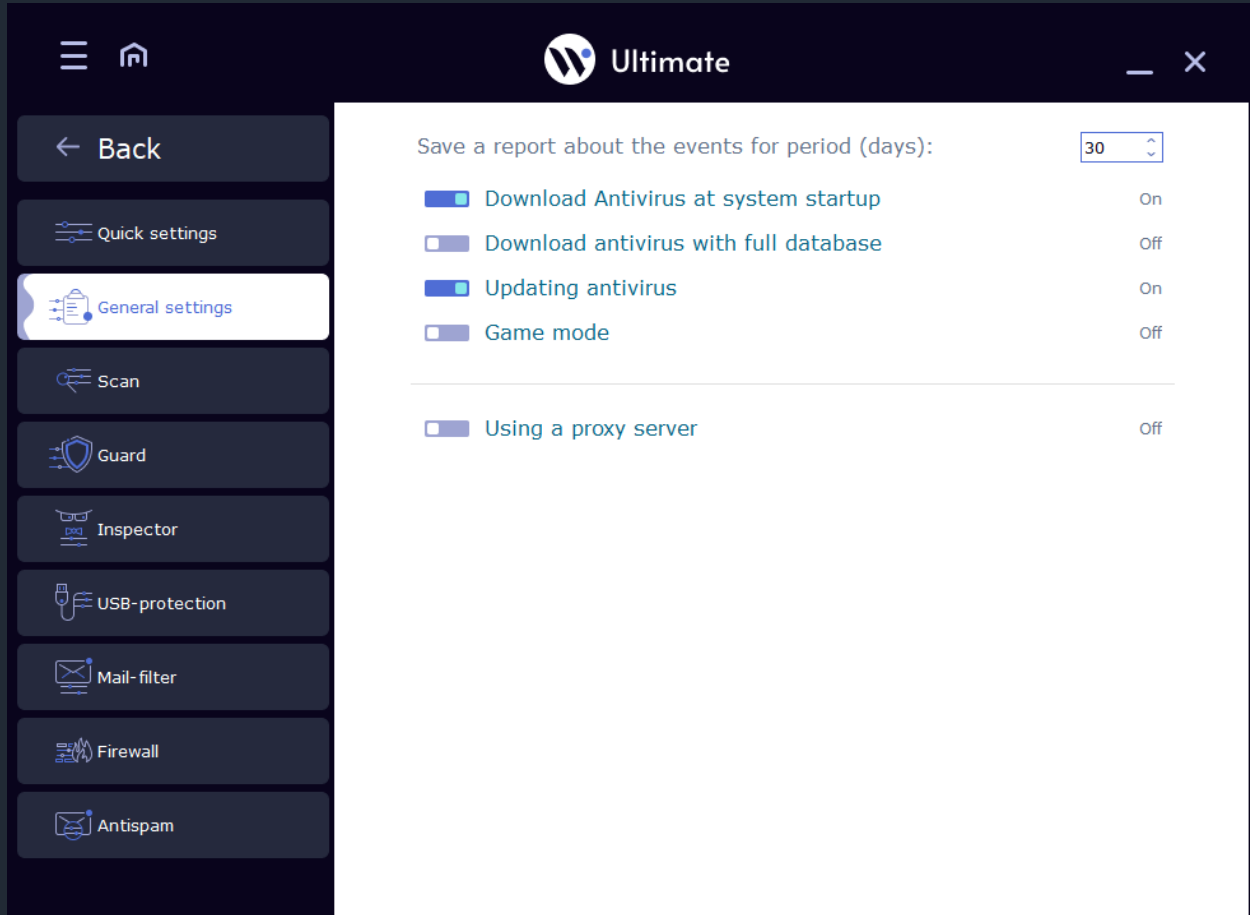 Ultimate
Back
Quick settings
General settings
Scan
Guard
Inspector
USB-protection
Mail-filter
Firewall
Antispam
Save a report about the events for period (days): 30
Download Antivirus at system startup On
Download antivirus with full database Off
Updating antivirus On
Game mode Off
Using a proxy server Off